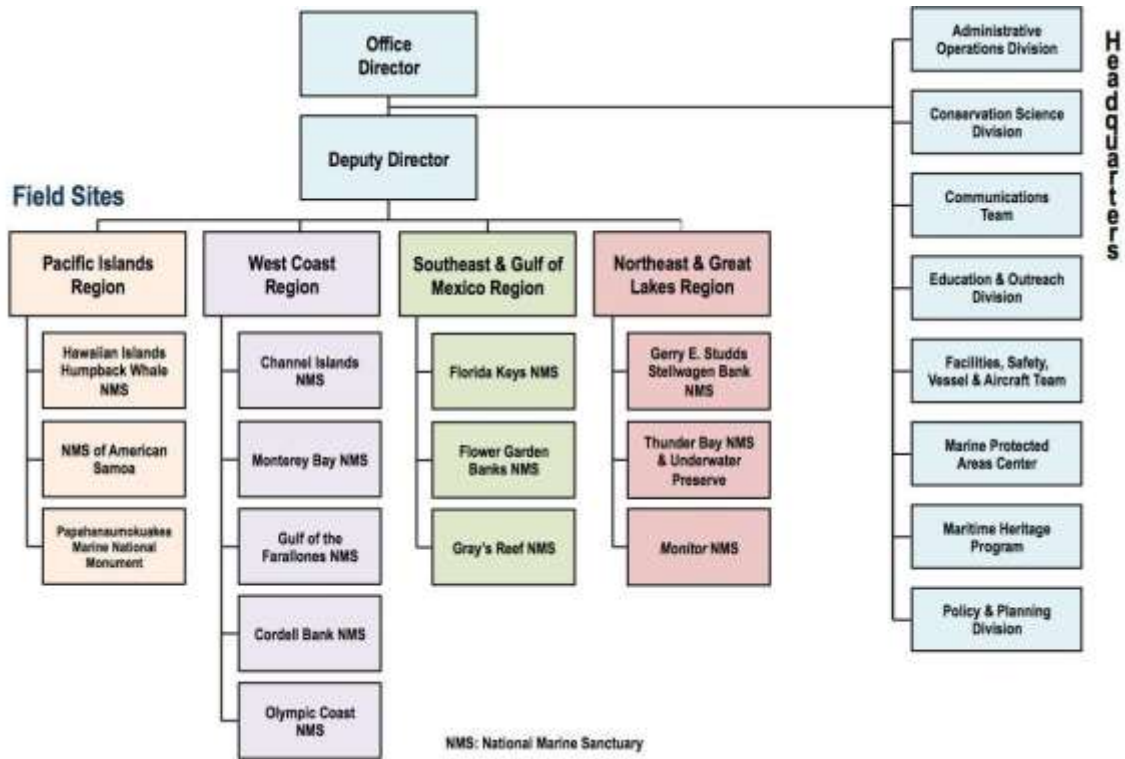 Office
Director
Deputy Director
Field Sites
Pacific Islands
Region
Hawaiian Islands
Humpback Whale
NMS
NMS of American
Samoa
Papahanaumokuakea
Marine National
Monument
West Coast
Region
Channel Islands
NMS
Monterey Bay NMS
Gulf of the
Farallones NMS
Cordell Bank NMS
Olympic Coast
NMS
Southeast & Gulf of
Mexico Region
Florida Keys NMS
Flower Garden
Banks NMS
Gray's Reef NMS
Northeast & Great
Lakes Region
Gerry E. Studds
Stellwagen Bank
NMS
Thunder Bay NMS
& Underwater
Preserve
Monitor NMS
Headquarters
Administrative
Operations Division
Conservation Science
Division
Communications
Team
Education & Outreach
Division
Facilities, Safety,
Vessel & Aircraft Team
Marine Protected
Areas Center
Maritime Heritage
Program
Policy & Planning
Division
NMS: National Marine Sanctuary